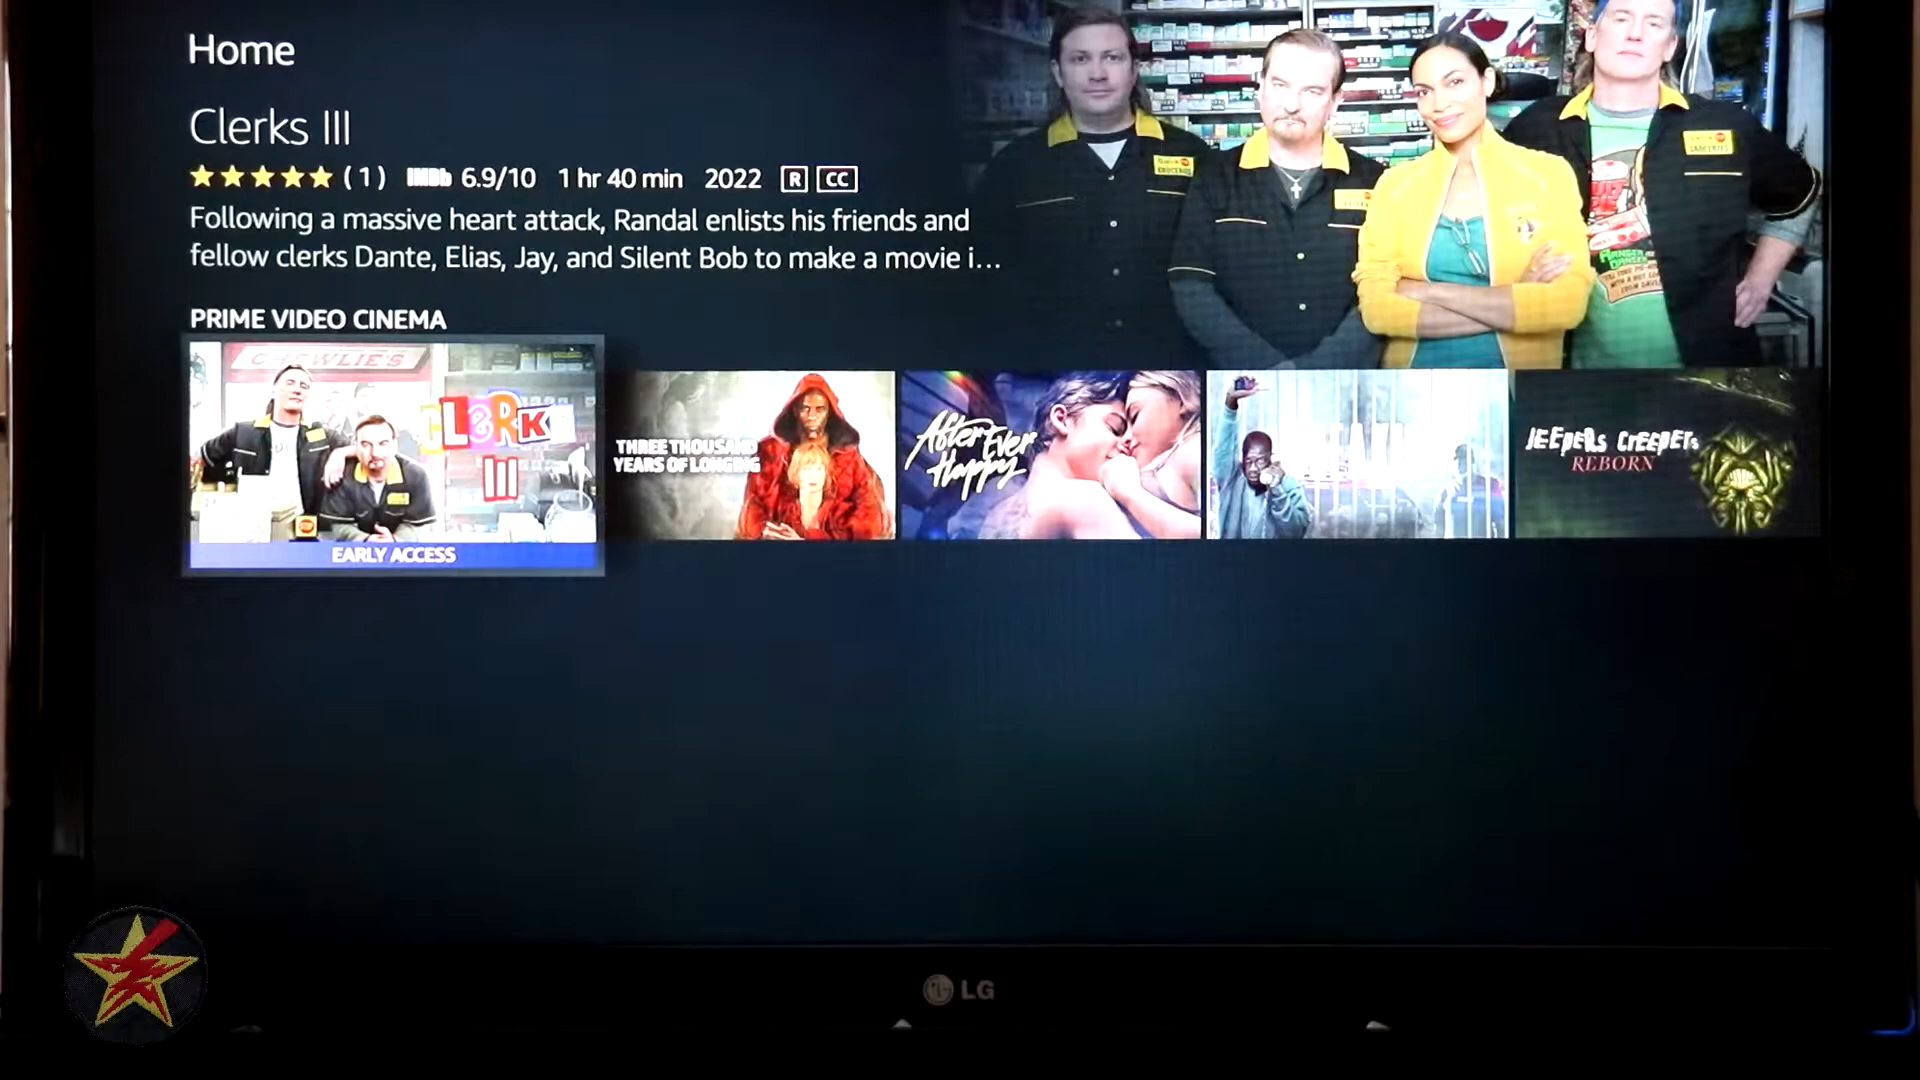 Home
Clerks III
(1) IMDb 6.9/10 1 hr 40 min 2022 R CC
Following a massive heart attack, Randal enlists his friends and
fellow clerks Dante, Elias, Jay, and Silent Bob to make a movie i...
PRIME VIDEO CINEMA
CHEWLIE'S
CLERKS
III
EARLY ACCESS
THREE THOUSAND
YEARS OF LONGING
After Ever
Happy
JEEPERS CREEPERS
REBORN
LG